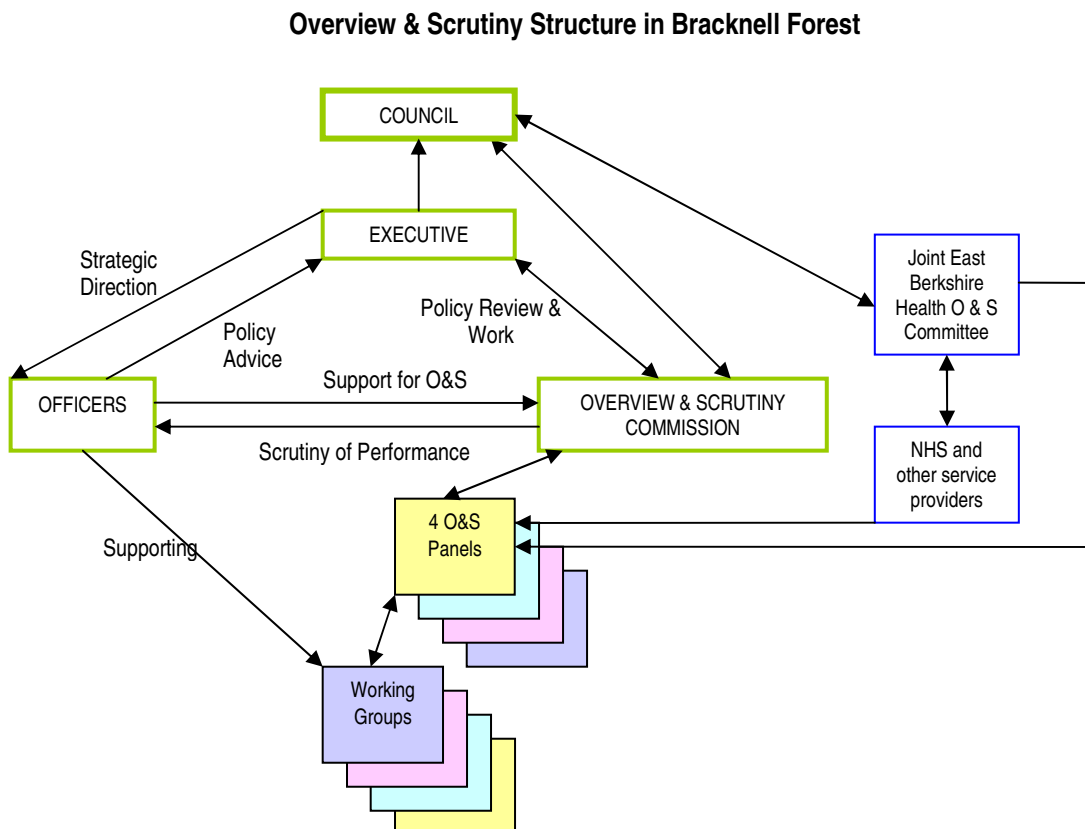 Overview & Scrutiny Structure in Bracknell Forest
COUNCIL
EXECUTIVE
Strategic
Direction
Joint East
Berkshire
Health O & S
Committee
Policy Review &
Work
Policy
Advice
Support for O&S
OFFICERS
OVERVIEW & SCRUTINY
COMMISSION
Scrutiny of Performance
NHS and
other service
providers
4 O&S
Panels
Supporting
Working
Groups